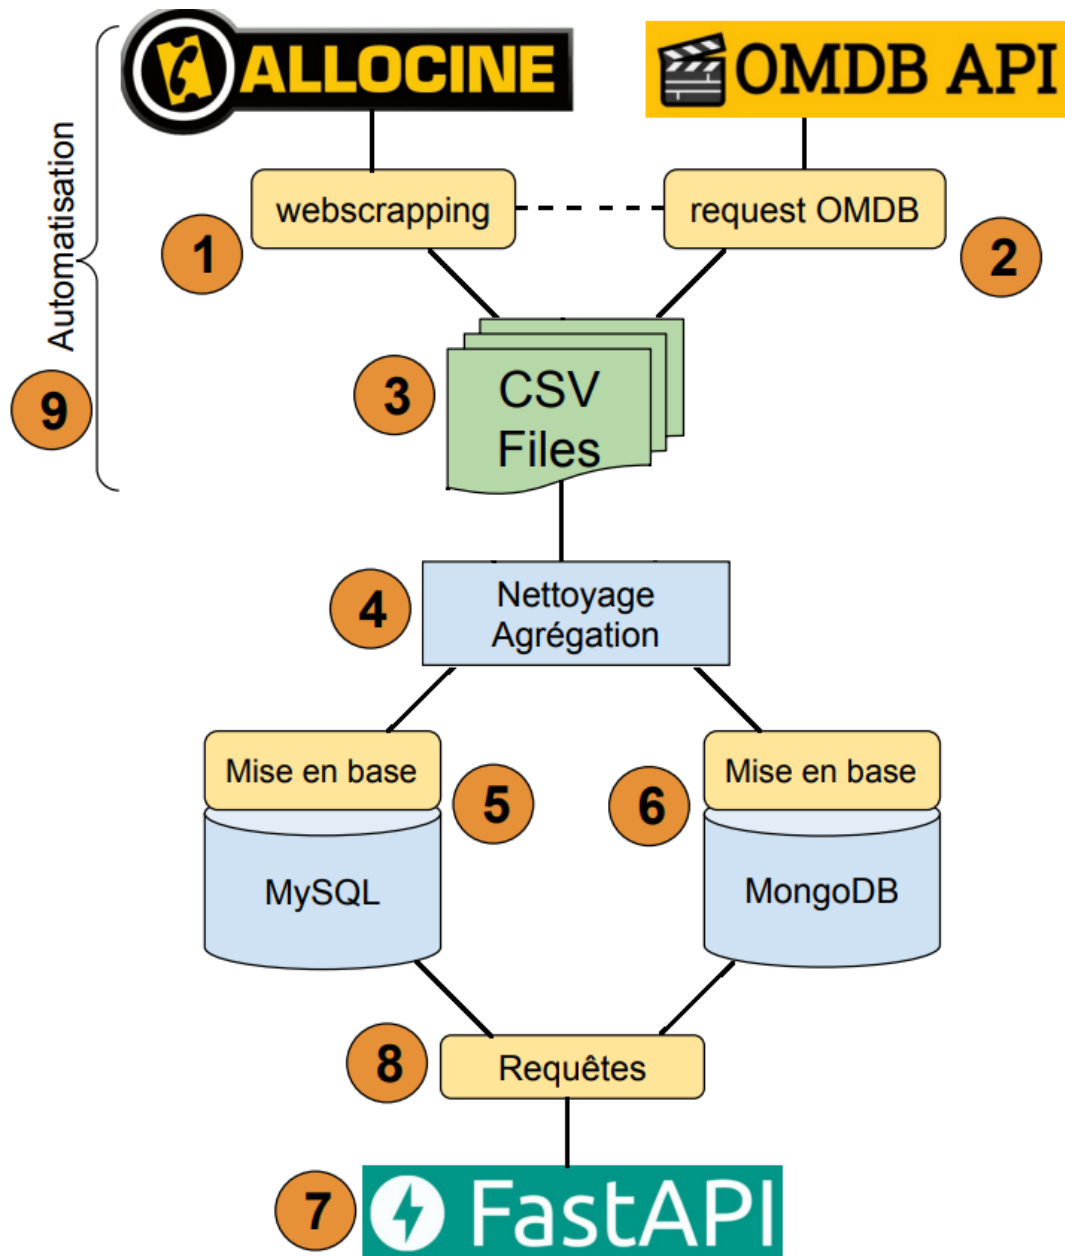 ALLOCINE
OMDB API
Automatisation
webscrapping
request OMDB
1
2
3
CSV
Files
9
4
Nettoyage
Agrégation
Mise en base
5
6
Mise en base
MySQL
MongoDB
8
Requêtes
7
FastAPI